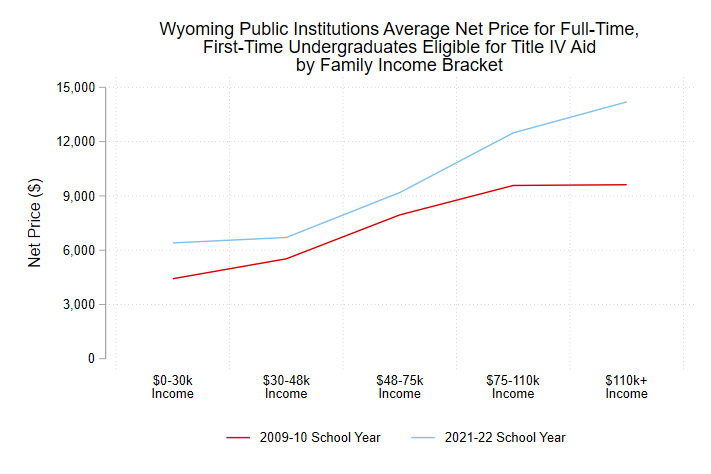 Wyoming Public Institutions Average Net Price for Full-Time,
First-Time Undergraduates Eligible for Title IV Aid
by Family Income Bracket
Net Price ($)
15,000
12,000
9,000
6,000
3,000
0
$0-30k
Income
$30-48k
Income
$48-75k
Income
$75-110k
Income
$110k+
Income
2009-10 School Year
2021-22 School Year